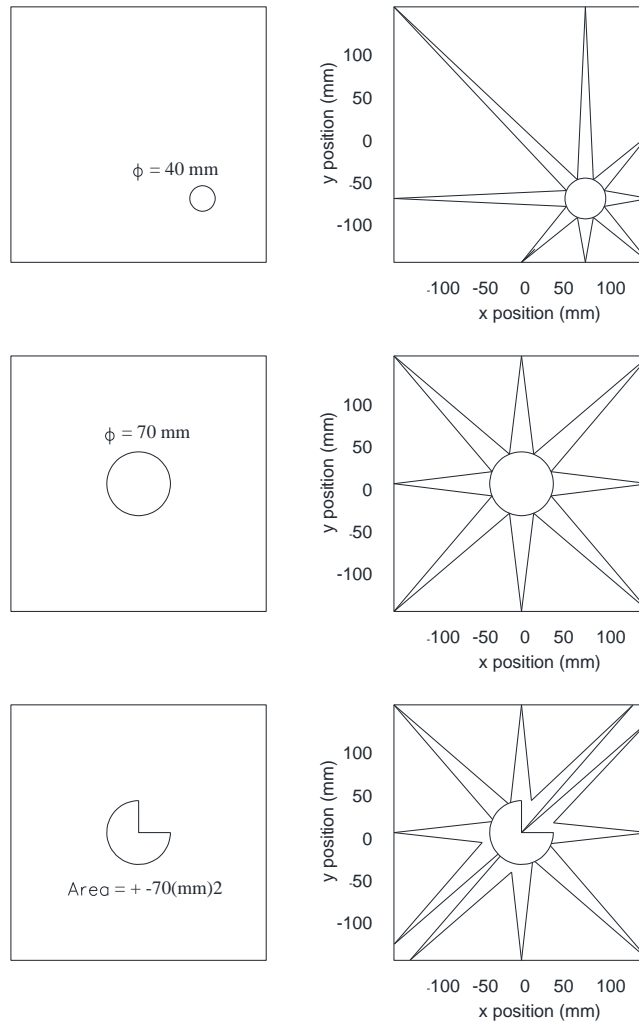 ϕ = 40 mm
100
50
0
-50
-100
y position (mm)
-100 -50 0 50 100
x position (mm)
ϕ = 70 mm
100
50
0
-50
-100
y position (mm)
-100 -50 0 50 100
x position (mm)
Area = + -70(mm)2
100
50
0
-50
-100
y position (mm)
-100 -50 0 50 100
x position (mm)